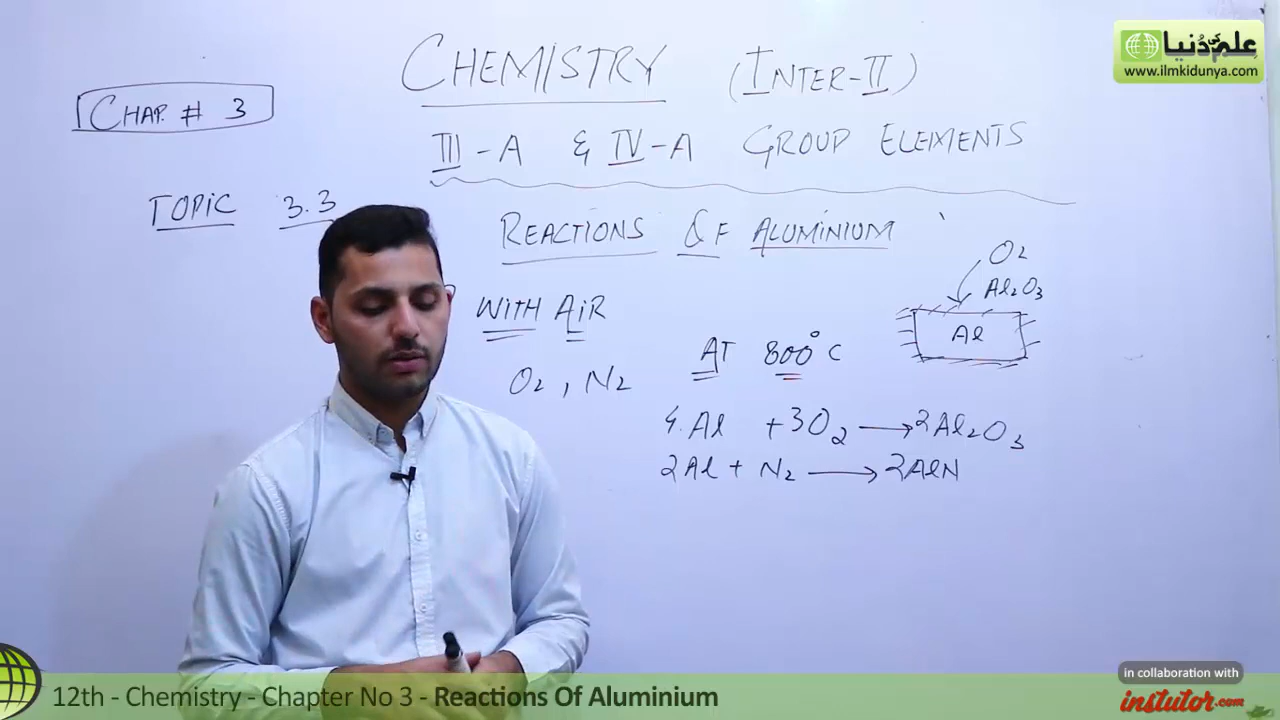 علم کی دنیا
www.ilmkidunya.com
CHEMISTRY (INTER-II)
CHAP. # 3
III-A & IV-A GROUP ELEMENTS
TOPIC 3.3
REACTIONS OF ALUMINIUM
O₂
Al₂O₃
Al
WITH AIR
AT 800°C
O₂, N₂
4Al + 3O₂ → 2Al₂O₃
2Al + N₂ → 2AlN
in collaboration with
instutor.com
12th - Chemistry - Chapter No 3 - Reactions Of Aluminium